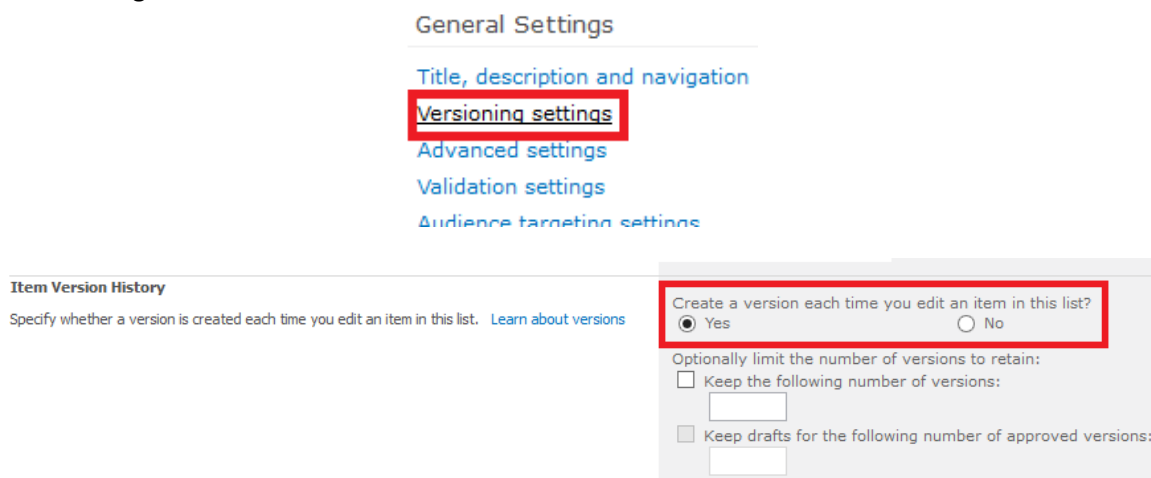 General Settings
Title, description and navigation
Versioning settings
Advanced settings
Validation settings
Audience targeting settings
Item Version History
Specify whether a version is created each time you edit an item in this list. Learn about versions
Create a version each time you edit an item in this list?
Yes No
Optionally limit the number of versions to retain:
Keep the following number of versions:
Keep drafts for the following number of approved versions: